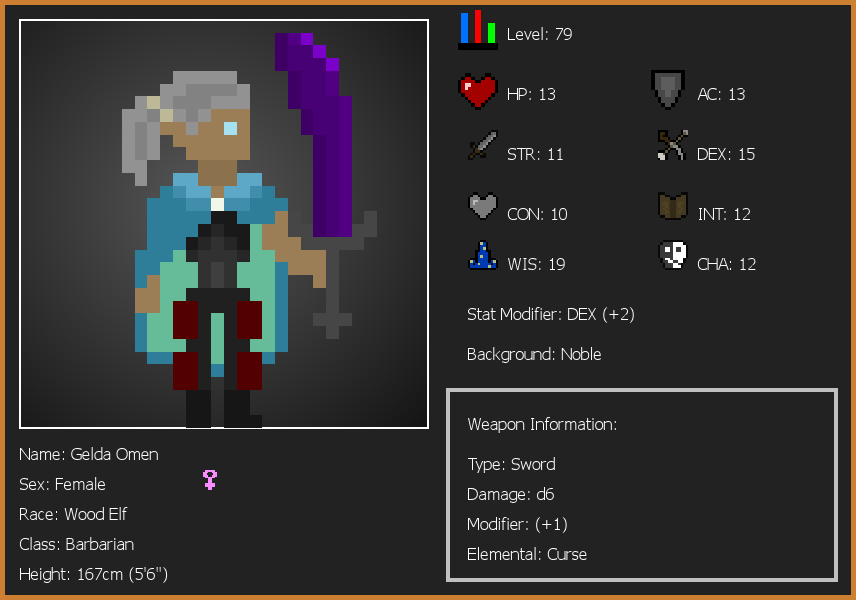 Level: 79
HP: 13
AC: 13
STR: 11
DEX: 15
CON: 10
INT: 12
WIS: 19
CHA: 12
Stat Modifier: DEX (+2)
Background: Noble
Weapon Information:
Type: Sword
Damage: d6
Modifier: (+1)
Elemental: Curse
Name: Gelda Omen
Sex: Female
Race: Wood Elf
Class: Barbarian
Height: 167cm (5'6")